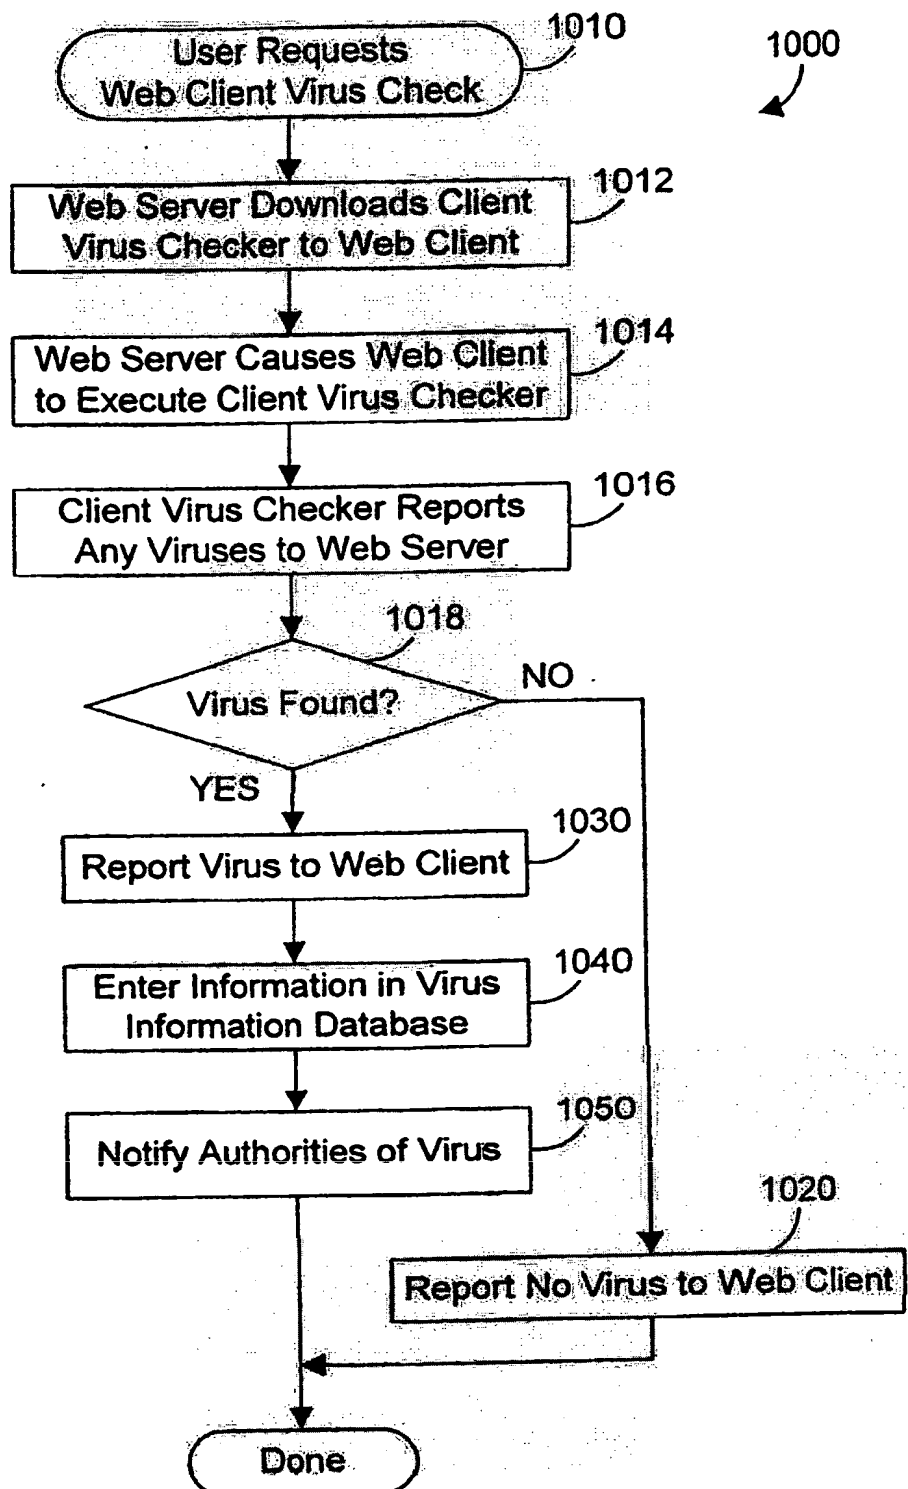 User Requests
Web Client Virus Check
1010
1000
Web Server Downloads Client
Virus Checker to Web Client
1012
Web Server Causes Web Client
to Execute Client Virus Checker
1014
Client Virus Checker Reports
Any Viruses to Web Server
1016
1018
Virus Found?
NO
YES
Report Virus to Web Client
1030
Enter Information in Virus
Information Database
1040
Notify Authorities of Virus
1050
1020
Report No Virus to Web Client
Done